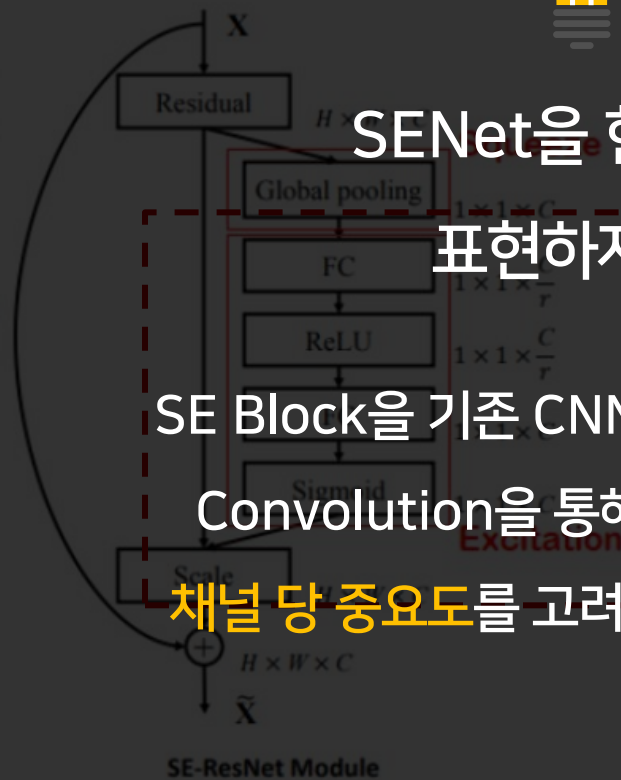 X
Residual
SENet을
Global pooling
1 × 1 × C
표현하
FC
1 × 1 × C/r
ReLU
1 × 1 × C/r
SE Block을 기존 CNN
Sigmoid
Convolution을 통해
Excitation
Scale
채널 당 중요도를 고려
+
H × W × C
X̃
SE-ResNet Module